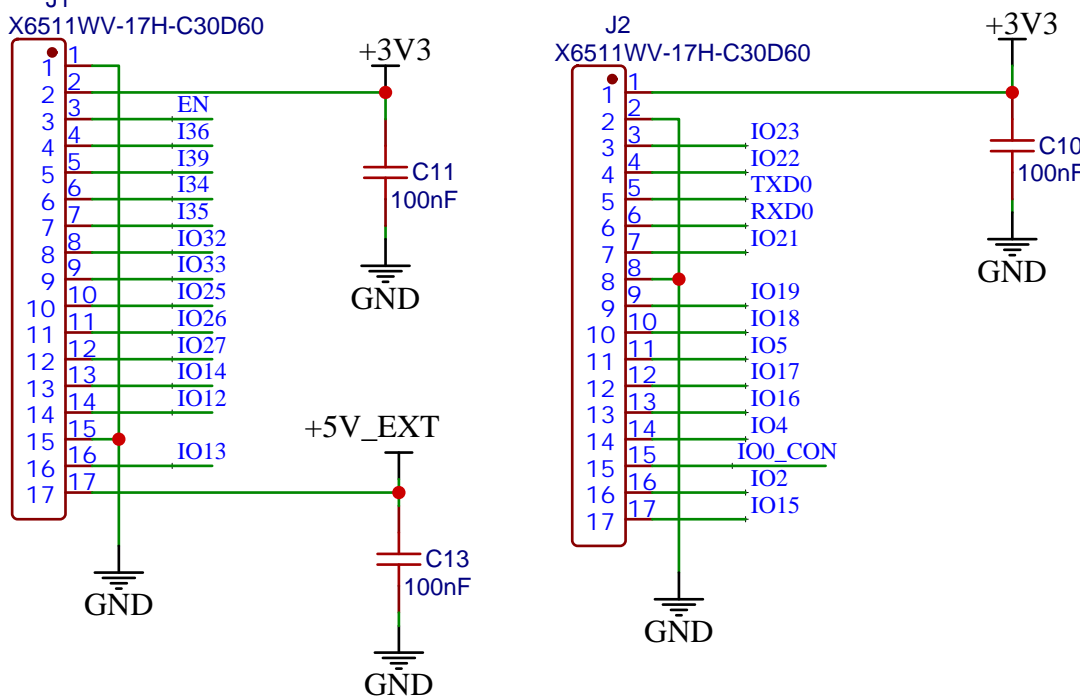 J1
X6511WV-17H-C30D60
1 1
2 2
3 3 EN
4 4 I36
5 5 I39
6 6 I34
7 7 I35
8 8 IO32
9 9 IO33
10 10 IO25
11 11 IO26
12 12 IO27
13 13 IO14
14 14 IO12
15 15
16 16 IO13
17 17
GND
+3V3
C11
100nF
GND
+5V_EXT
C13
100nF
GND
J2
X6511WV-17H-C30D60
1 1
2 2
3 3 IO23
4 4 IO22
5 5 TXD0
6 6 RXD0
7 7 IO21
8 8
9 9 IO19
10 10 IO18
11 11 IO5
12 12 IO17
13 13 IO16
14 14 IO4
15 15 IO0_CON
16 16 IO2
17 17 IO15
GND
+3V3
C10
100nF
GND